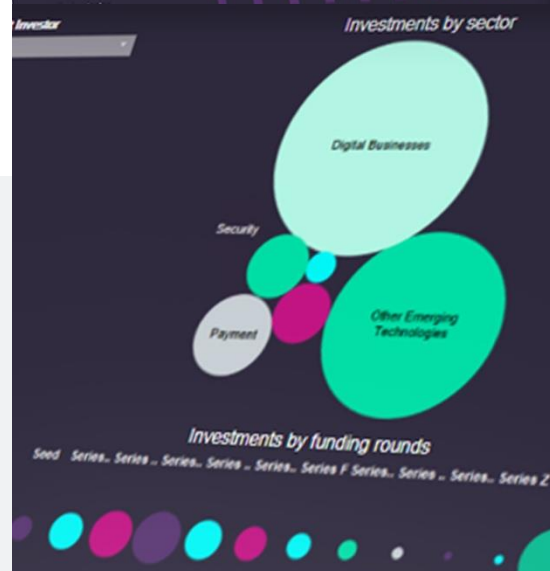 Investor
Investments by sector
Digital Businesses
Security
Other Emerging
Technologies
Payment
Investments by funding rounds
Seed Series.. Series .. Series.. Series .. Series.. Series F Series.. Series .. Series.. Series Z